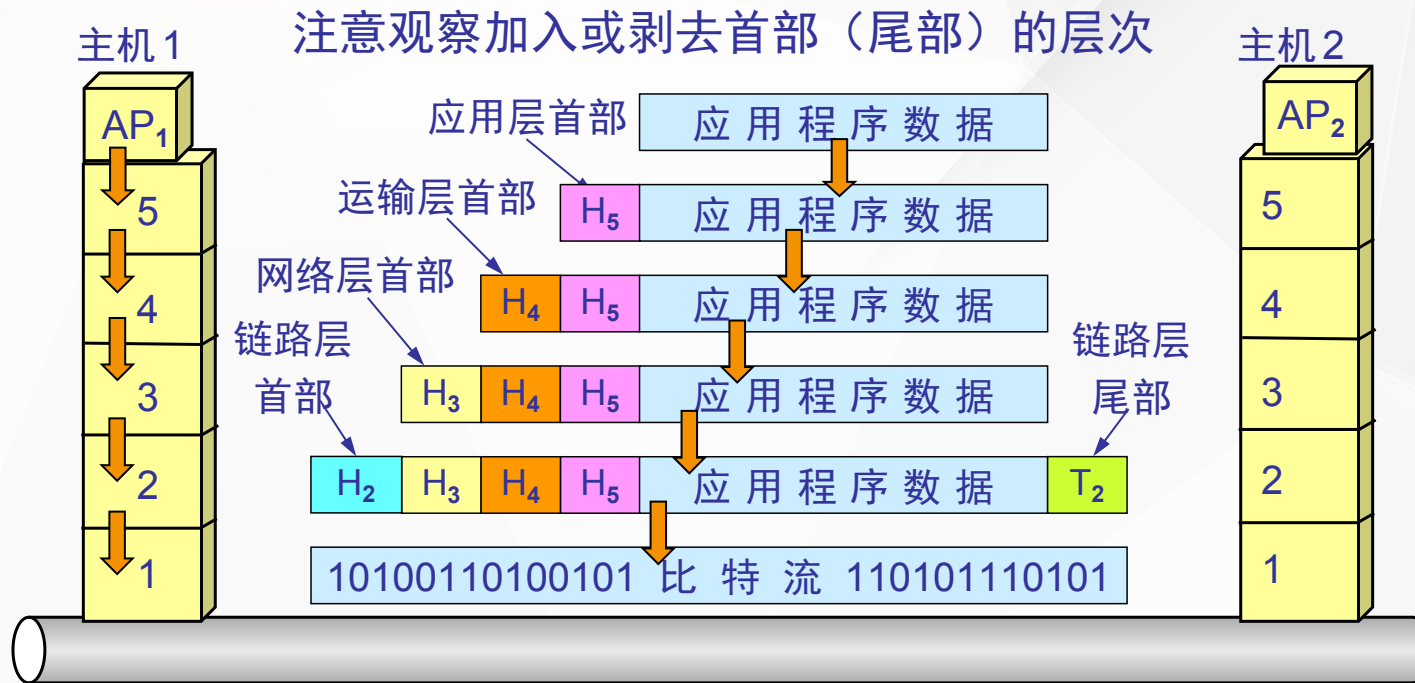 注意观察加入或剥去首部（尾部）的层次
主机 1
主机 2
AP₁
AP₂
应用层首部
应 用 程 序 数 据
5
运输层首部
H₅ 应 用 程 序 数 据
5
网络层首部
4
H₄ H₅ 应 用 程 序 数 据
4
链路层
首部
3
H₃ H₄ H₅ 应 用 程 序 数 据
链路层
尾部
3
2
H₂ H₃ H₄ H₅ 应 用 程 序 数 据 T₂
2
1
10100110100101 比 特 流 110101110101
1